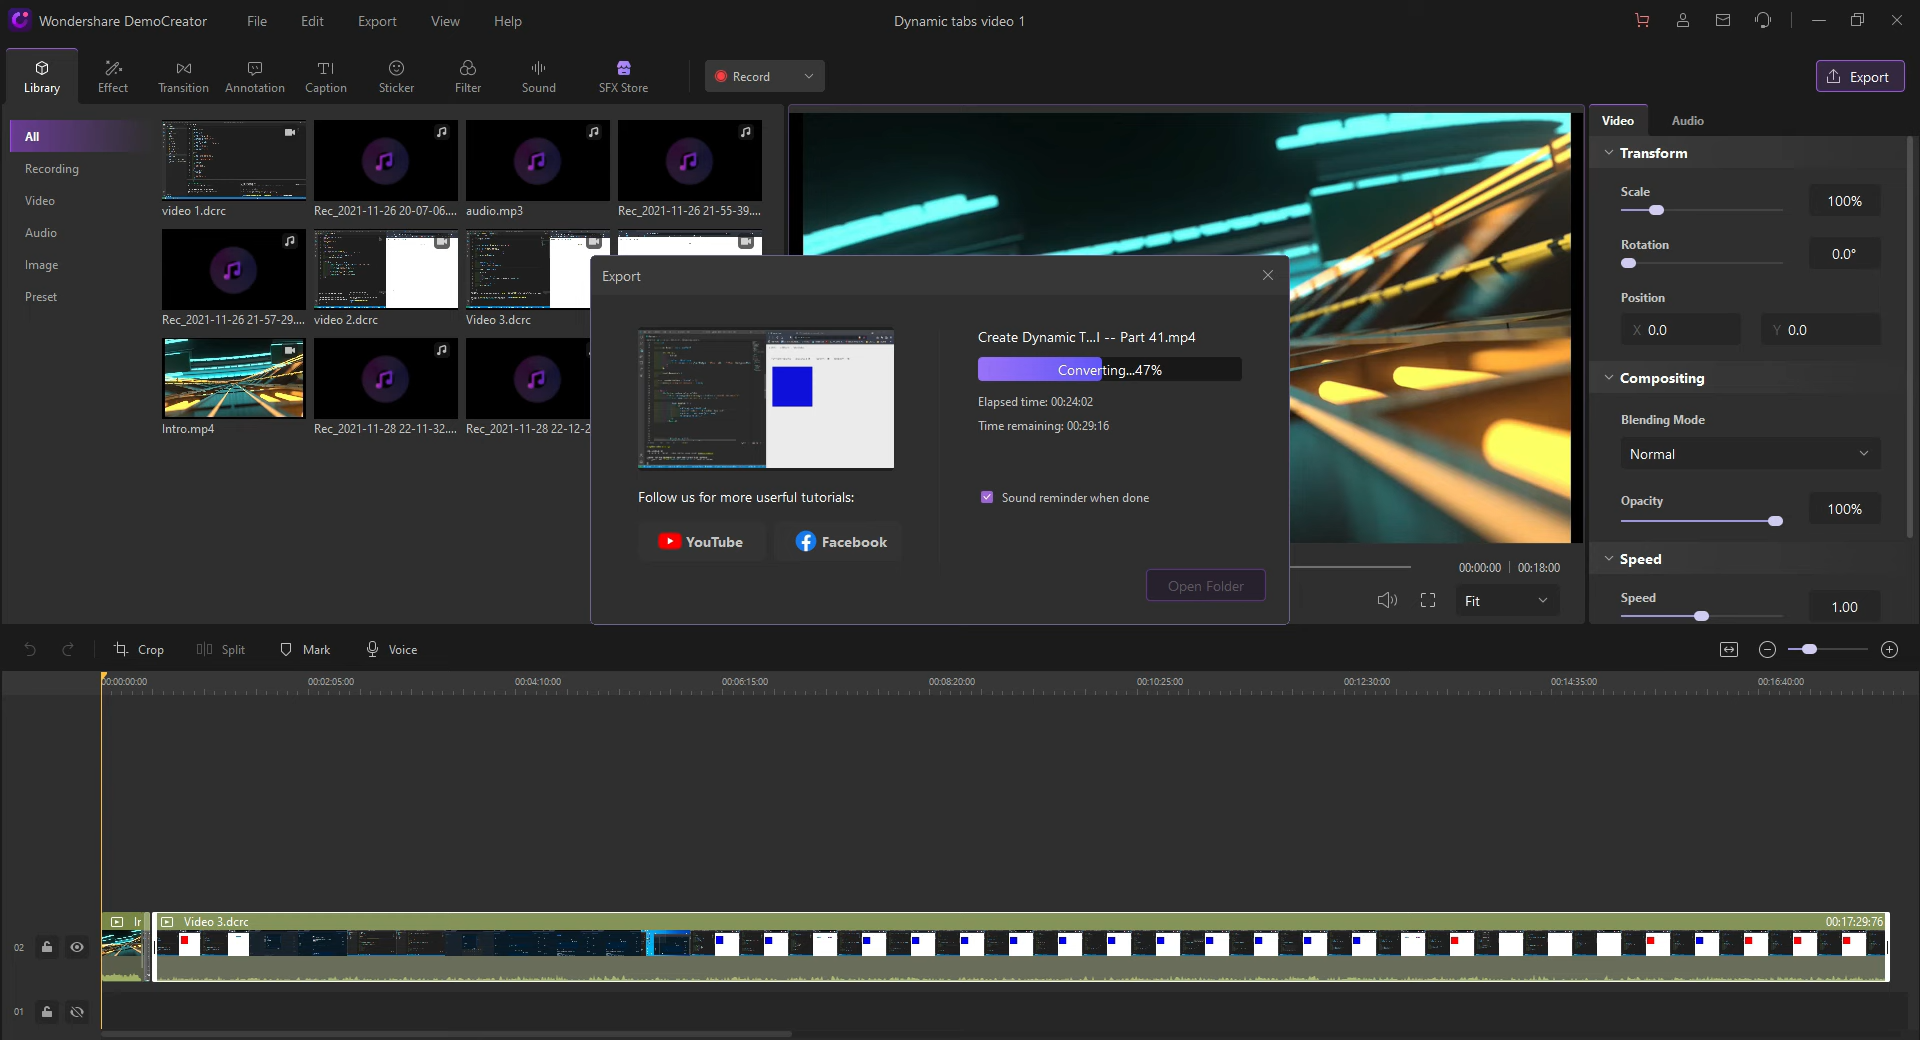 Wondershare DemoCreator
File
Edit
Export
View
Help
Dynamic tabs video 1
Library
Effect
Transition
Annotation
Caption
Sticker
Filter
Sound
SFX Store
Record
Export
All
Recording
Video
Audio
Image
Preset
video 1.dcrc
Rec_2021-11-26 20-07-06....
audio.mp3
Rec_2021-11-26 21-55-39....
Rec_2021-11-26 21-57-29....
video 2.dcrc
Video 3.dcrc
Intro.mp4
Rec_2021-11-28 22-11-32....
Rec_2021-11-28 22-12-2
Export
Create Dynamic T...l -- Part 41.mp4
Converting...47%
Elapsed time: 00:24:02
Time remaining: 00:29:16
Follow us for more userful tutorials:
Sound reminder when done
YouTube
Facebook
Open Folder
Video
Audio
Transform
Scale
100%
Rotation
0.0°
Position
X 0.0
Y 0.0
Compositing
Blending Mode
Normal
Opacity
100%
Speed
Speed
1.00
00:00:00 | 00:18:00
Fit
Crop
Split
Mark
Voice
00:00:00:00
00:02:05:00
00:04:10:00
00:06:15:00
00:08:20:00
00:10:25:00
00:12:30:00
00:14:35:00
00:16:40:00
Ir
Video 3.dcrc
00:17:29:76
02
01